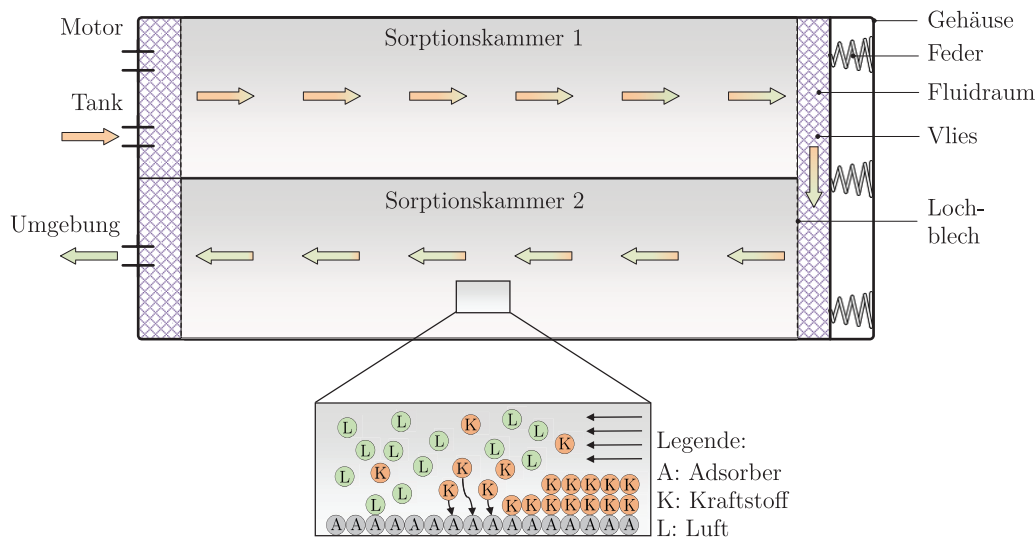 Motor
Tank
Umgebung
Sorptionskammer 1
Sorptionskammer 2
Gehäuse
Feder
Fluidraum
Vlies
Loch-
blech
L L K L L
L L L L K
L L K K K L
K K K K K
L K K
L K K K K K K K
A A A A A A A A A A A A A A A A
Legende:
A: Adsorber
K: Kraftstoff
L: Luft